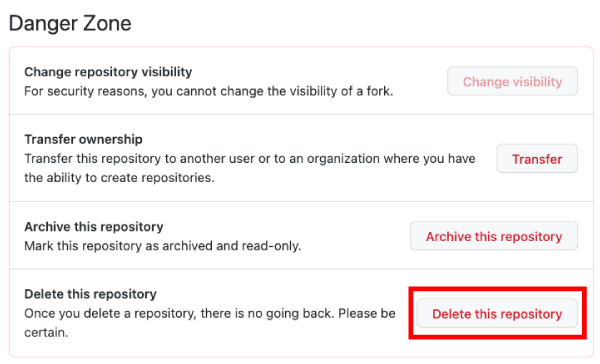 Danger Zone
Change repository visibility
For security reasons, you cannot change the visibility of a fork.
Change visibility
Transfer ownership
Transfer this repository to another user or to an organization where you have
the ability to create repositories.
Transfer
Archive this repository
Mark this repository as archived and read-only.
Archive this repository
Delete this repository
Once you delete a repository, there is no going back. Please be
certain.
Delete this repository